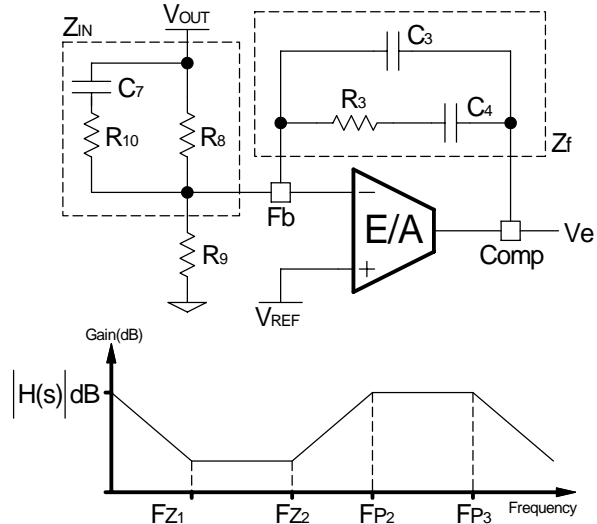 ZIN
VOUT
C3
C7
R3
C4
R10
R8
Zf
Fb
E/A
−
+
R9
Comp
Ve
VREF
Gain(dB)
|H(s)| dB
FZ1
FZ2
FP2
FP3
Frequency